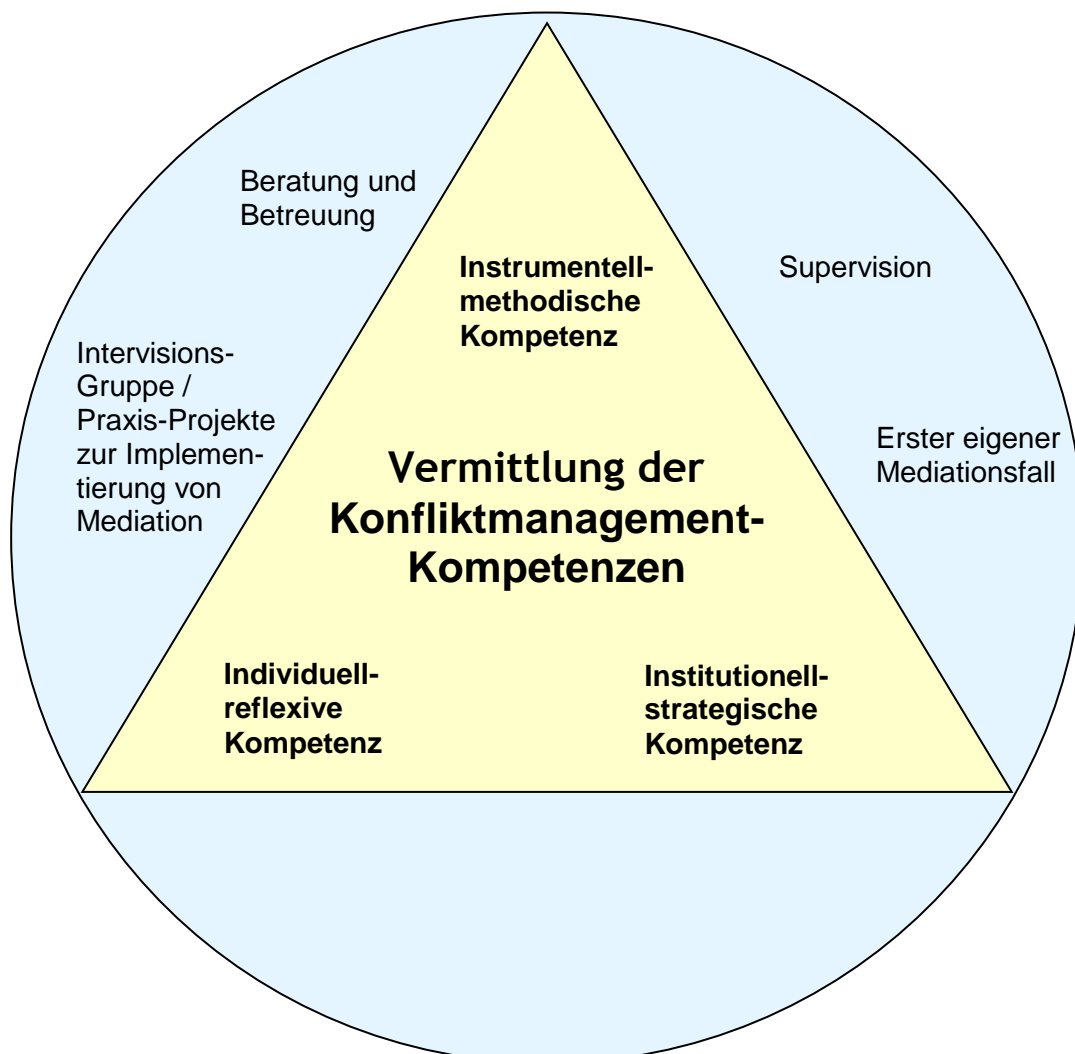 Beratung und
Betreuung
Supervision
Instrumentell-
methodische
Kompetenz
Intervisions-
Gruppe /
Praxis-Projekte
zur Implemen-
tierung von
Mediation
Erster eigener
Mediationsfall
Vermittlung der
Konfliktmanagement-
Kompetenzen
Individuell-
reflexive
Kompetenz
Institutionell-
strategische
Kompetenz